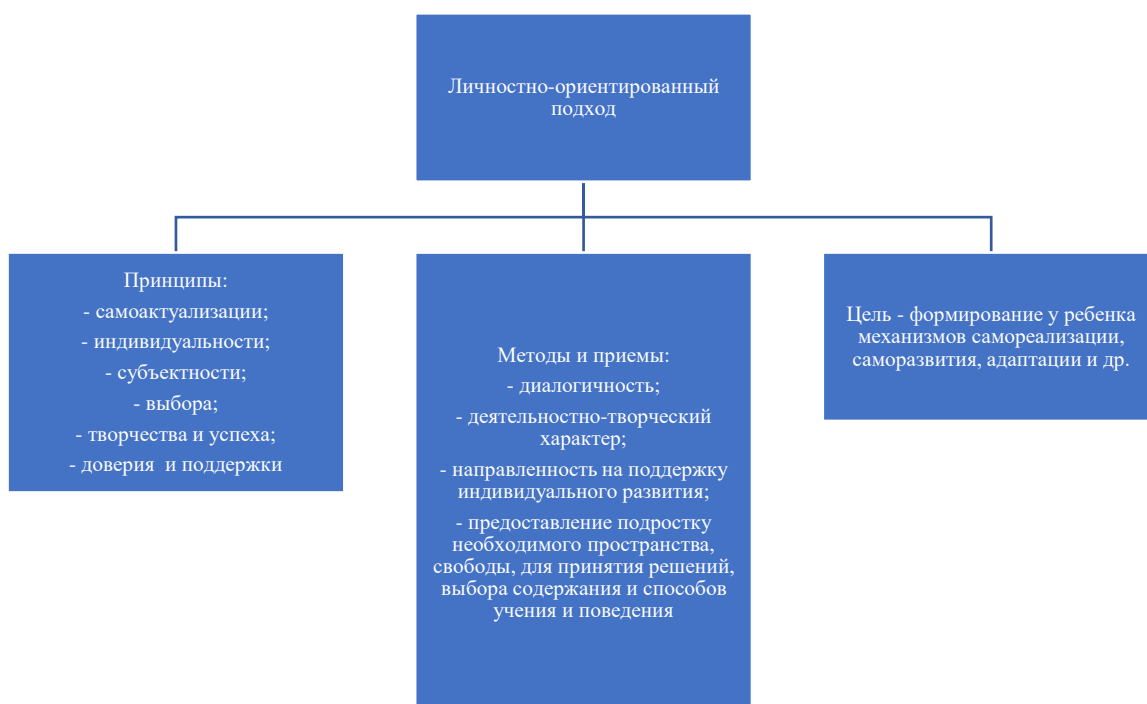 Личностно-ориентированный
подход
Принципы:
- самоактуализации;
- индивидуальности;
- субъектности;
- выбора;
- творчества и успеха;
- доверия и поддержки
Методы и приемы:
- диалогичность;
- деятельностно-творческий
характер;
- направленность на поддержку
индивидуального развития;
- предоставление подростку
необходимого пространства,
свободы, для принятия решений,
выбора содержания и способов
учения и поведения
Цель - формирование у ребенка
механизмов самореализации,
саморазвития, адаптации и др.